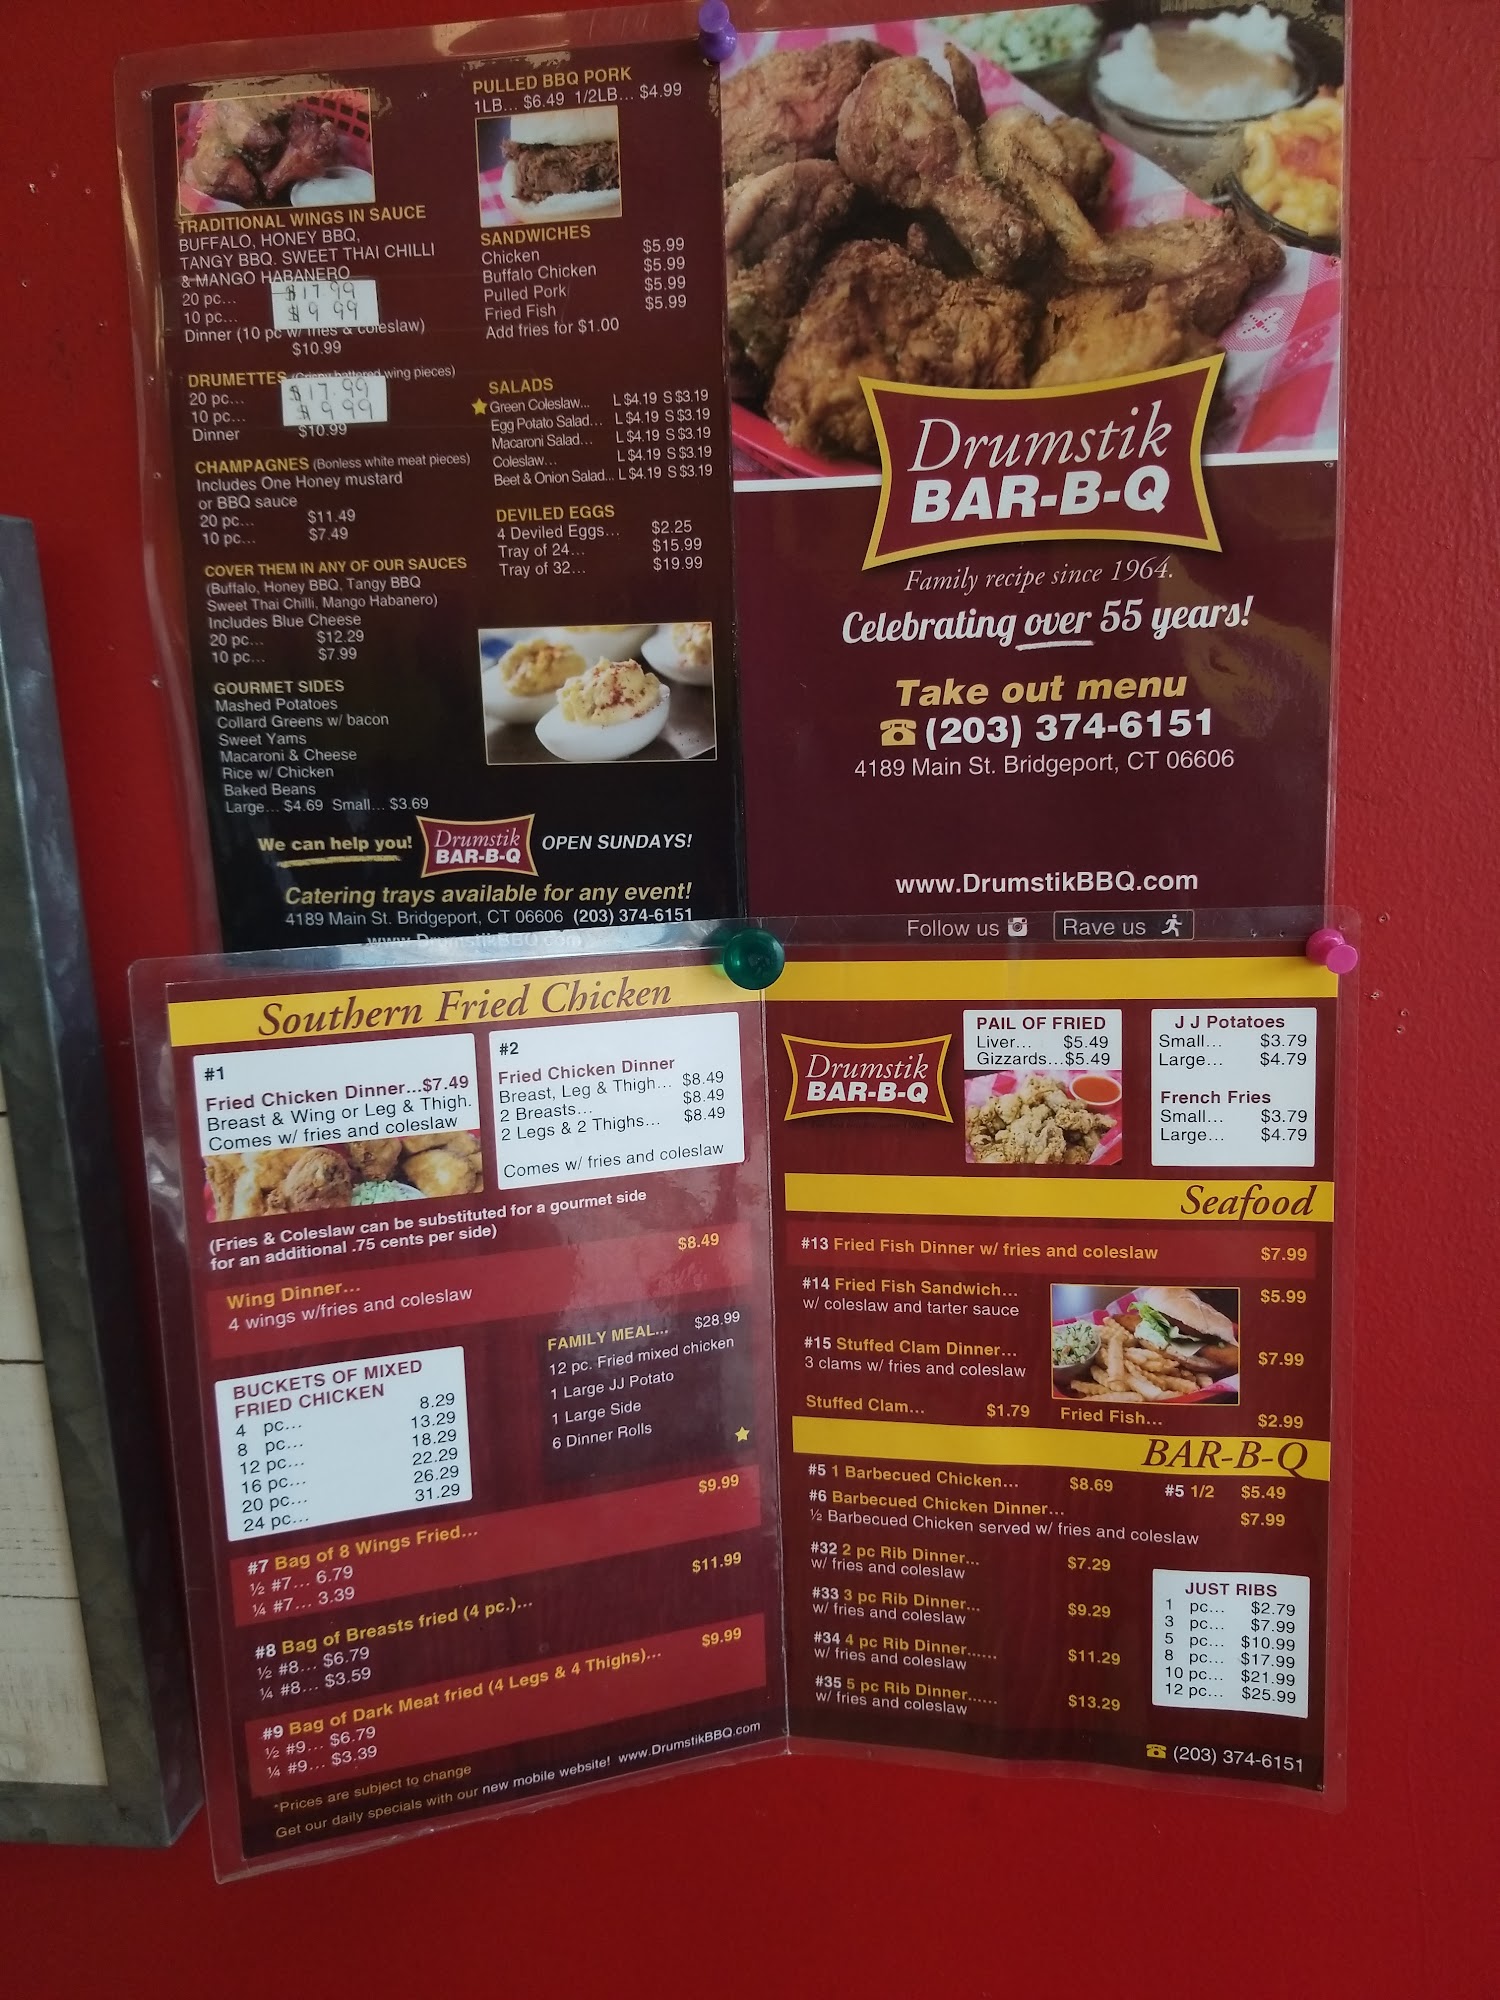 TRADITIONAL WINGS IN SAUCE
BUFFALO, HONEY BBQ,
TANGY BBQ. SWEET THAI CHILLI
& MANGO HABANERO
20 pc... $17.99
10 pc... $9.99
Dinner (10 pc w/ fries & coleslaw)
$10.99
DRUMETTES (Crispy battered wing pieces)
20 pc... $17.99
10 pc... $9.99
Dinner $10.99
CHAMPAGNES (Bonless white meat pieces)
Includes One Honey mustard
or BBQ sauce
20 pc... $11.49
10 pc... $7.49
COVER THEM IN ANY OF OUR SAUCES
(Buffalo, Honey BBQ, Tangy BBQ
Sweet Thai Chilli, Mango Habanero)
Includes Blue Cheese
20 pc... $12.29
10 pc... $7.99
GOURMET SIDES
Mashed Potatoes
Collard Greens w/ bacon
Sweet Yams
Macaroni & Cheese
Rice w/ Chicken
Baked Beans
Large... $4.69 Small... $3.69
PULLED BBQ PORK
1LB... $6.49 1/2LB... $4.99
SANDWICHES
Chicken $5.99
Buffalo Chicken $5.99
Pulled Pork $5.99
Fried Fish $5.99
Add fries for $1.00
SALADS
Green Coleslaw... L $4.19 S $3.19
Egg Potato Salad... L $4.19 S $3.19
Macaroni Salad... L $4.19 S $3.19
Coleslaw... L $4.19 S $3.19
Beet & Onion Salad... L $4.19 S $3.19
DEVILED EGGS
4 Deviled Eggs... $2.25
Tray of 24... $15.99
Tray of 32... $19.99
We can help you! Drumstik BAR-B-Q OPEN SUNDAYS!
Catering trays available for any event!
4189 Main St. Bridgeport, CT 06606 (203) 374-6151
www.DrumstikBBQ.com
Drumstik
BAR-B-Q
Family recipe since 1964.
Celebrating over 55 years!
Take out menu
(203) 374-6151
4189 Main St. Bridgeport, CT 06606
www.DrumstikBBQ.com
Follow us Rave us
Southern Fried Chicken
#1
Fried Chicken Dinner...$7.49
Breast & Wing or Leg & Thigh.
Comes w/ fries and coleslaw
#2
Fried Chicken Dinner
Breast, Leg & Thigh... $8.49
2 Breasts... $8.49
2 Legs & 2 Thighs... $8.49
Comes w/ fries and coleslaw
(Fries & Coleslaw can be substituted for a gourmet side
for an additional .75 cents per side)
Wing Dinner... $8.49
4 wings w/fries and coleslaw
BUCKETS OF MIXED
FRIED CHICKEN
4 pc... 8.29
8 pc... 13.29
12 pc... 18.29
16 pc... 22.29
20 pc... 26.29
24 pc... 31.29
FAMILY MEAL... $28.99
12 pc. Fried mixed chicken
1 Large JJ Potato
1 Large Side
6 Dinner Rolls
#7 Bag of 8 Wings Fried... $9.99
½ #7... 6.79
¼ #7... 3.39
#8 Bag of Breasts fried (4 pc.)... $11.99
½ #8... $6.79
¼ #8... $3.59
#9 Bag of Dark Meat fried (4 Legs & 4 Thighs)... $9.99
½ #9... $6.79
¼ #9... $3.39
*Prices are subject to change
Get our daily specials with our new mobile website! www.DrumstikBBQ.com
Drumstik
BAR-B-Q
PAIL OF FRIED
Liver... $5.49
Gizzards...$5.49
J J Potatoes
Small... $3.79
Large... $4.79
French Fries
Small... $3.79
Large... $4.79
Seafood
#13 Fried Fish Dinner w/ fries and coleslaw $7.99
#14 Fried Fish Sandwich... $5.99
w/ coleslaw and tarter sauce
#15 Stuffed Clam Dinner... $7.99
3 clams w/ fries and coleslaw
Stuffed Clam... $1.79 Fried Fish... $2.99
BAR-B-Q
#5 1 Barbecued Chicken... $8.69 #5 1/2 $5.49
#6 Barbecued Chicken Dinner... $7.99
½ Barbecued Chicken served w/ fries and coleslaw
#32 2 pc Rib Dinner... $7.29
w/ fries and coleslaw
#33 3 pc Rib Dinner... $9.29
w/ fries and coleslaw
#34 4 pc Rib Dinner...... $11.29
w/ fries and coleslaw
#35 5 pc Rib Dinner...... $13.29
w/ fries and coleslaw
JUST RIBS
1 pc... $2.79
3 pc... $7.99
5 pc... $10.99
8 pc... $17.99
10 pc... $21.99
12 pc... $25.99
(203) 374-6151